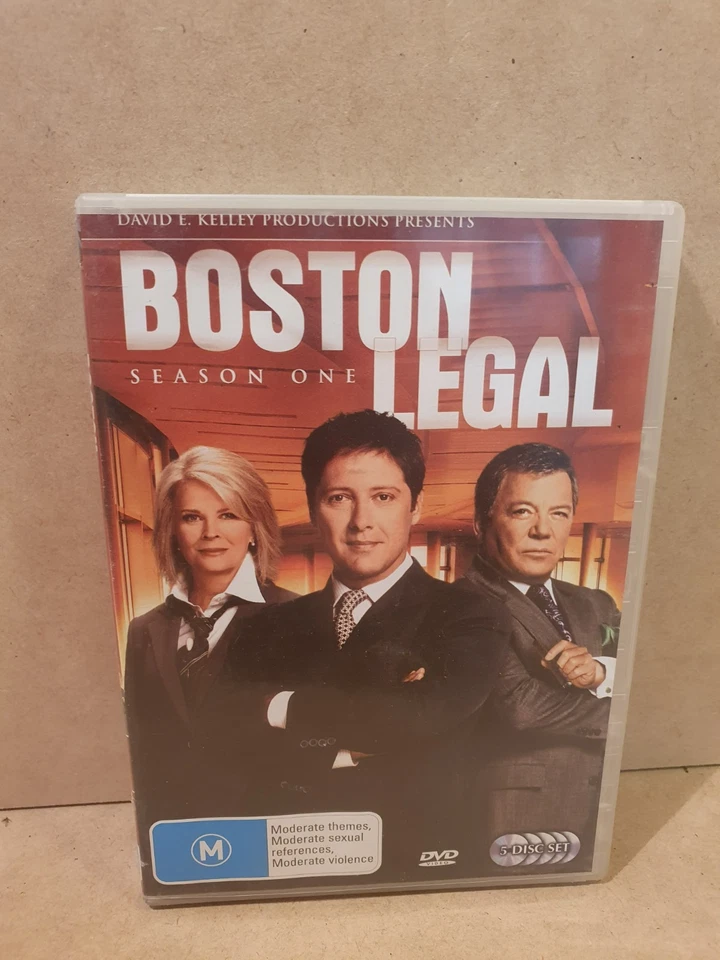 DAVID E. KELLEY PRODUCTIONS PRESENTS
BOSTON
LEGAL
SEASON ONE
M
Moderate themes,
Moderate sexual
references,
Moderate violence
DVD
VIDEO
5-DISC SET